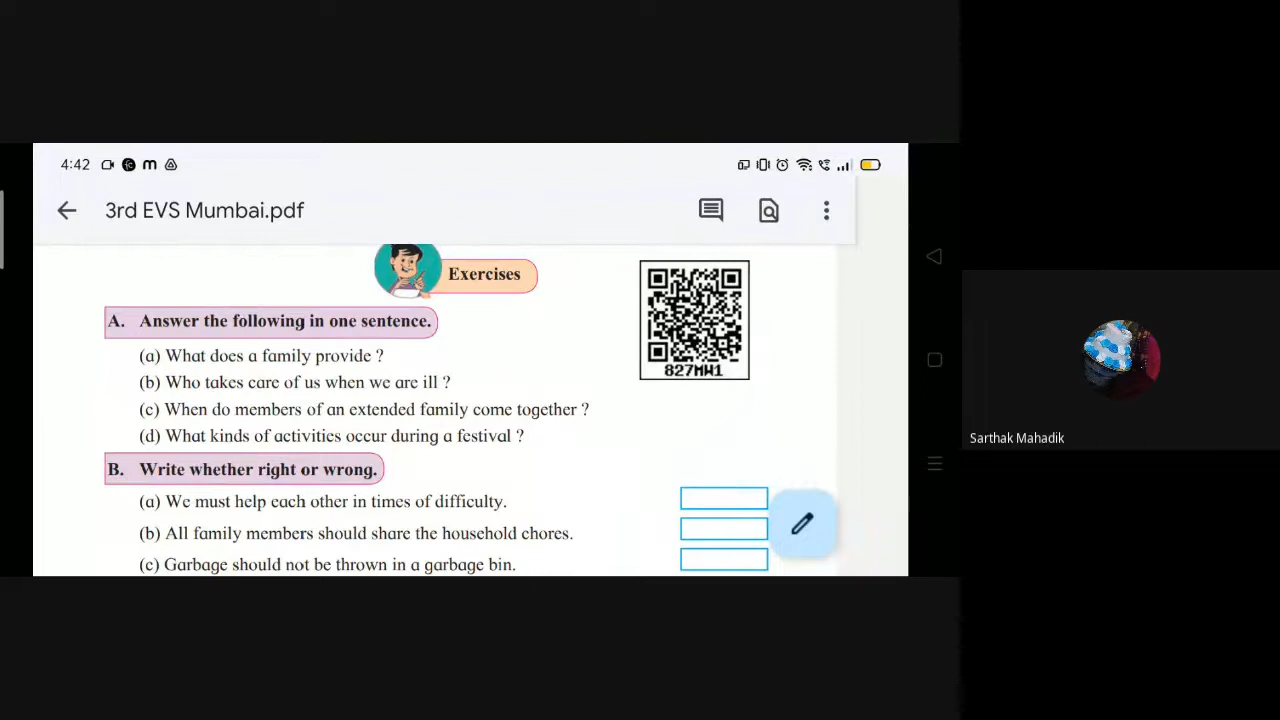 4:42
3rd EVS Mumbai.pdf
Exercises
827MW1
A. Answer the following in one sentence.
(a) What does a family provide ?
(b) Who takes care of us when we are ill ?
(c) When do members of an extended family come together ?
(d) What kinds of activities occur during a festival ?
B. Write whether right or wrong.
(a) We must help each other in times of difficulty.
(b) All family members should share the household chores.
(c) Garbage should not be thrown in a garbage bin.
Sarthak Mahadik